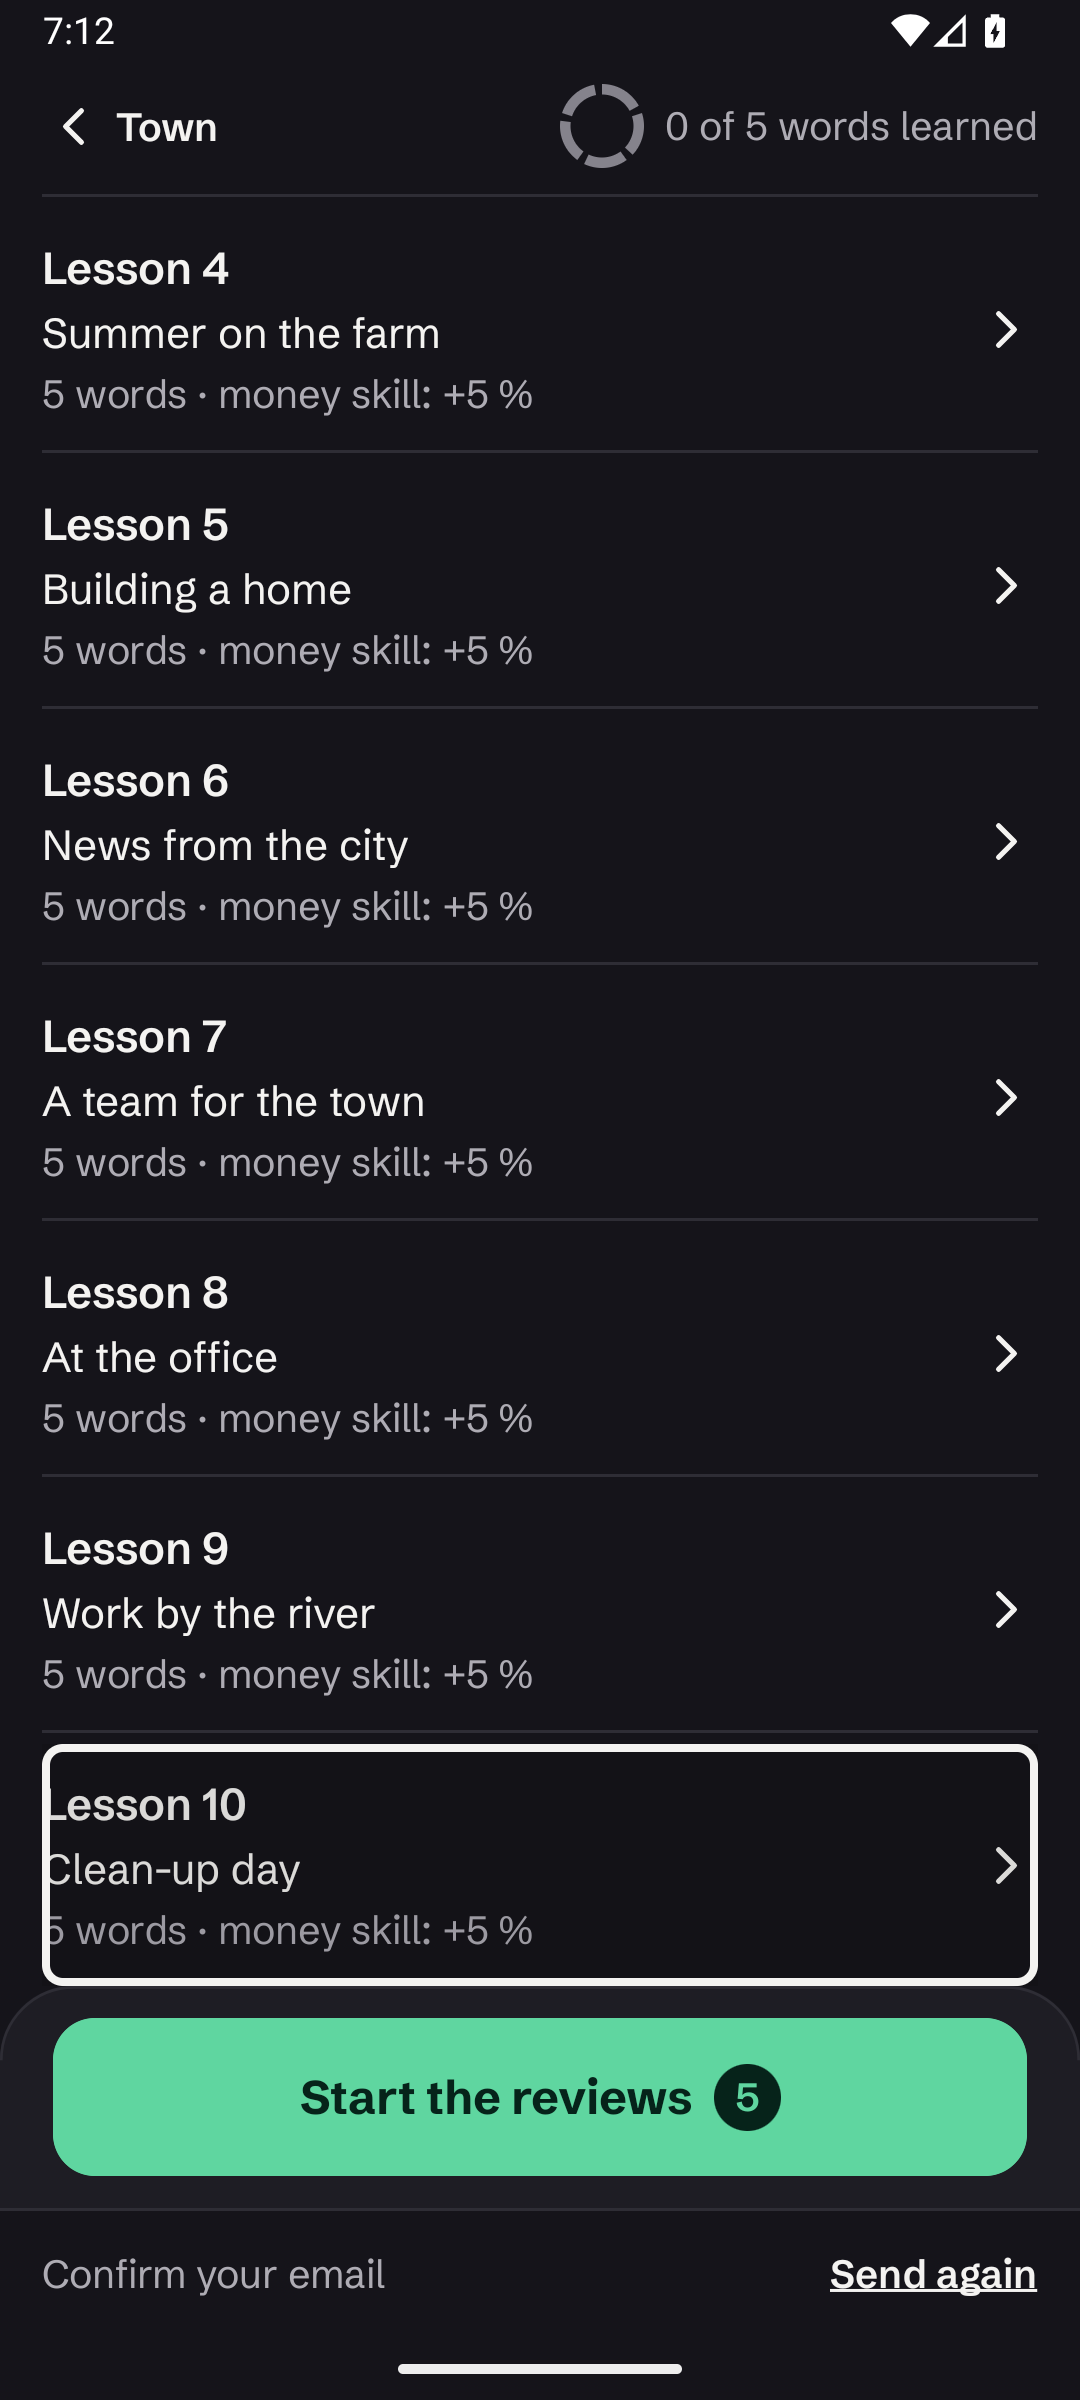 7:12
Town
0 of 5 words learned
Lesson 4
Summer on the farm
5 words · money skill: +5 %
Lesson 5
Building a home
5 words · money skill: +5 %
Lesson 6
News from the city
5 words · money skill: +5 %
Lesson 7
A team for the town
5 words · money skill: +5 %
Lesson 8
At the office
5 words · money skill: +5 %
Lesson 9
Work by the river
5 words · money skill: +5 %
Lesson 10
Clean-up day
5 words · money skill: +5 %
Start the reviews 5
Confirm your email
Send again